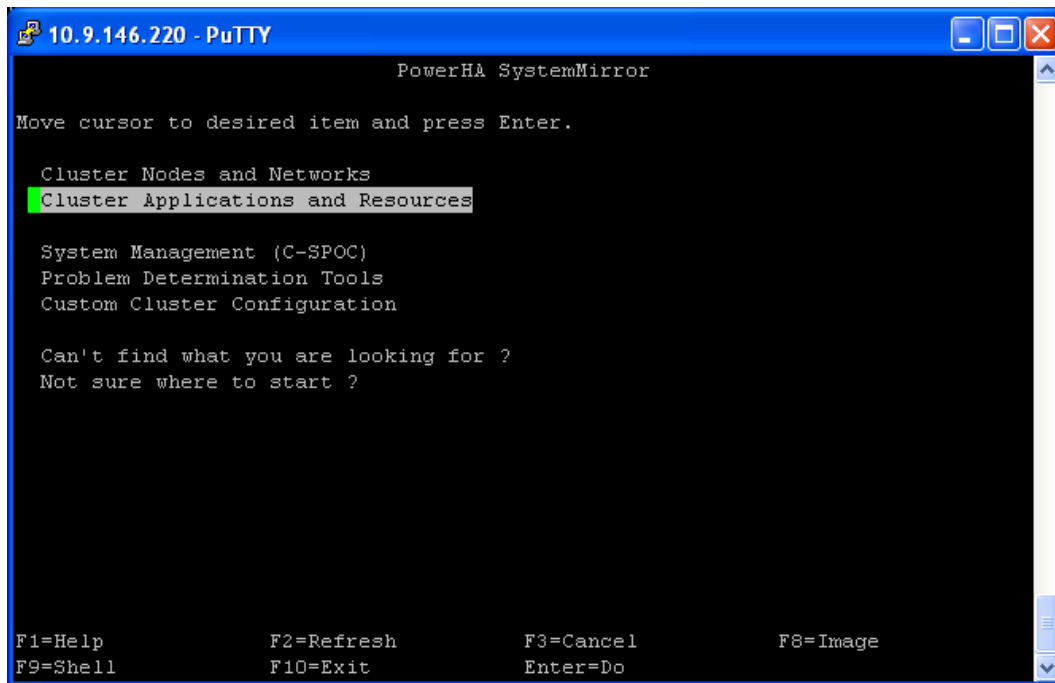 10.9.146.220 - PuTTY
PowerHA SystemMirror
Move cursor to desired item and press Enter.
Cluster Nodes and Networks
Cluster Applications and Resources
System Management (C-SPOC)
Problem Determination Tools
Custom Cluster Configuration
Can't find what you are looking for ?
Not sure where to start ?
F1=Help F2=Refresh F3=Cancel F8=Image
F9=Shell F10=Exit Enter=Do